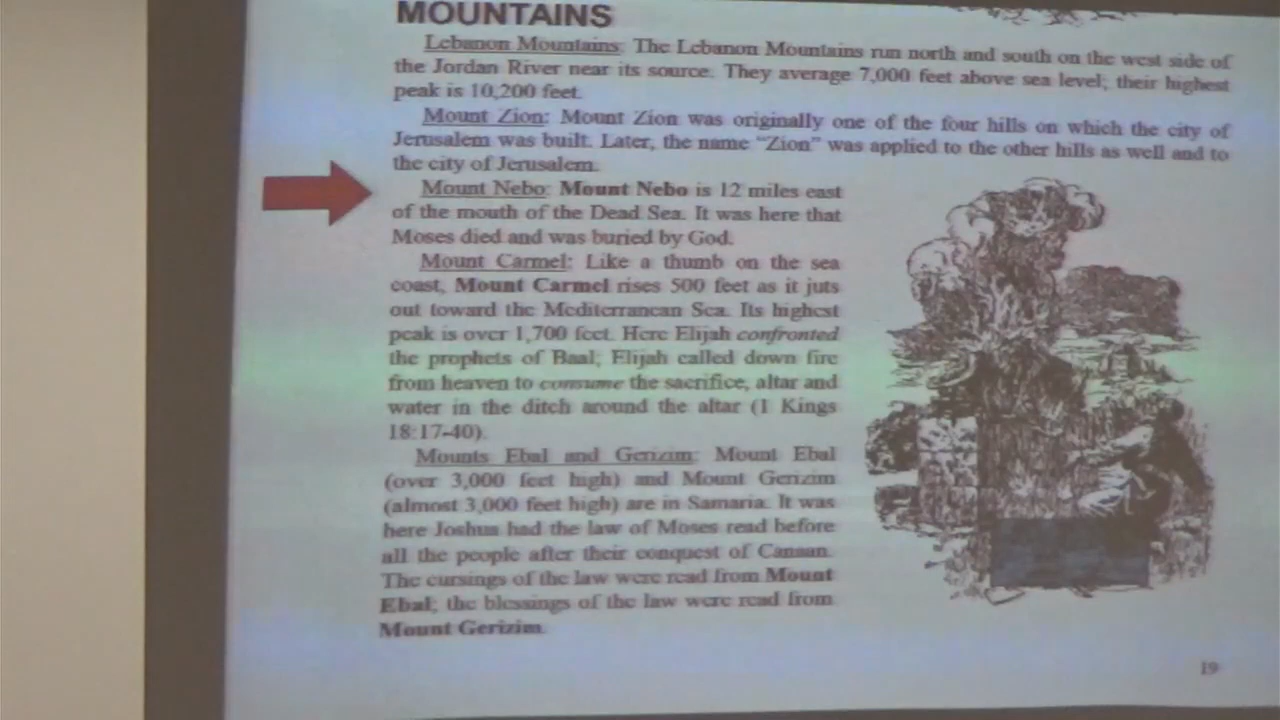 MOUNTAINS
Lebanon Mountains: The Lebanon Mountains run north and south on the west side of
the Jordan River near its source. They average 7,000 feet above sea level; their highest
peak is 10,200 feet.
Mount Zion: Mount Zion was originally one of the four hills on which the city of
Jerusalem was built. Later, the name “Zion” was applied to the other hills as well and to
the city of Jerusalem.
Mount Nebo: Mount Nebo is 12 miles east
of the mouth of the Dead Sea. It was here that
Moses died and was buried by God.
Mount Carmel: Like a thumb on the sea
coast, Mount Carmel rises 500 feet as it juts
out toward the Mediterranean Sea. Its highest
peak is over 1,700 feet. Here Elijah confronted
the prophets of Baal; Elijah called down fire
from heaven to consume the sacrifice, altar and
water in the ditch around the altar (1 Kings
18:17-40).
Mounts Ebal and Gerizim: Mount Ebal
(over 3,000 feet high) and Mount Gerizim
(almost 3,000 feet high) are in Samaria. It was
here Joshua had the law of Moses read before
all the people after their conquest of Canaan.
The cursings of the law were read from Mount
Ebal; the blessings of the law were read from
Mount Gerizim.
19